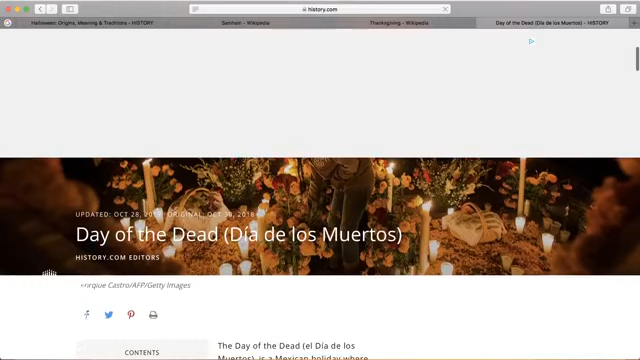 history.com
Halloween: Origins, Meaning & Traditions - HISTORY
Samhain - Wikipedia
Thanksgiving - Wikipedia
Day of the Dead (Día de los Muertos) - HISTORY
UPDATED: OCT 28, ORIGINAL: OCT 30, 2018
Day of the Dead (Día de los Muertos)
HISTORY.COM EDITORS
Castro/AFP/Getty Images
CONTENTS
The Day of the Dead (el Día de los
Muertos), is a Mexican holiday where